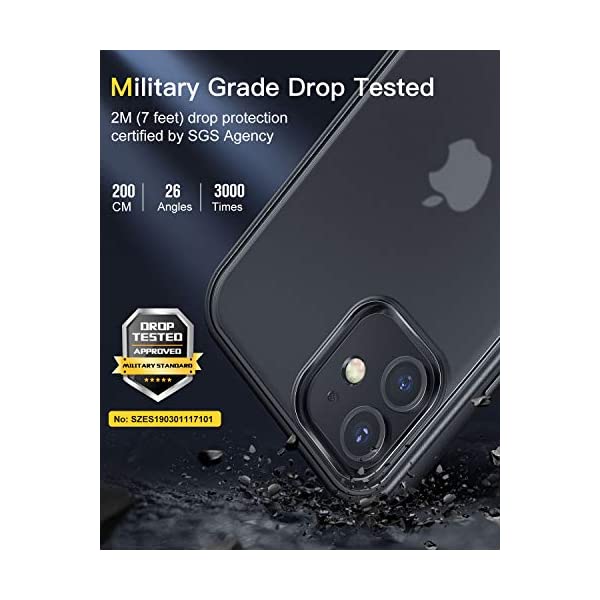 Military Grade Drop Tested
2M (7 feet) drop protection
certified by SGS Agency
200 CM
26 Angles
3000 Times
DROP
TESTED
APPROVED
MILITARY STANDARD
No: SZES190301117101